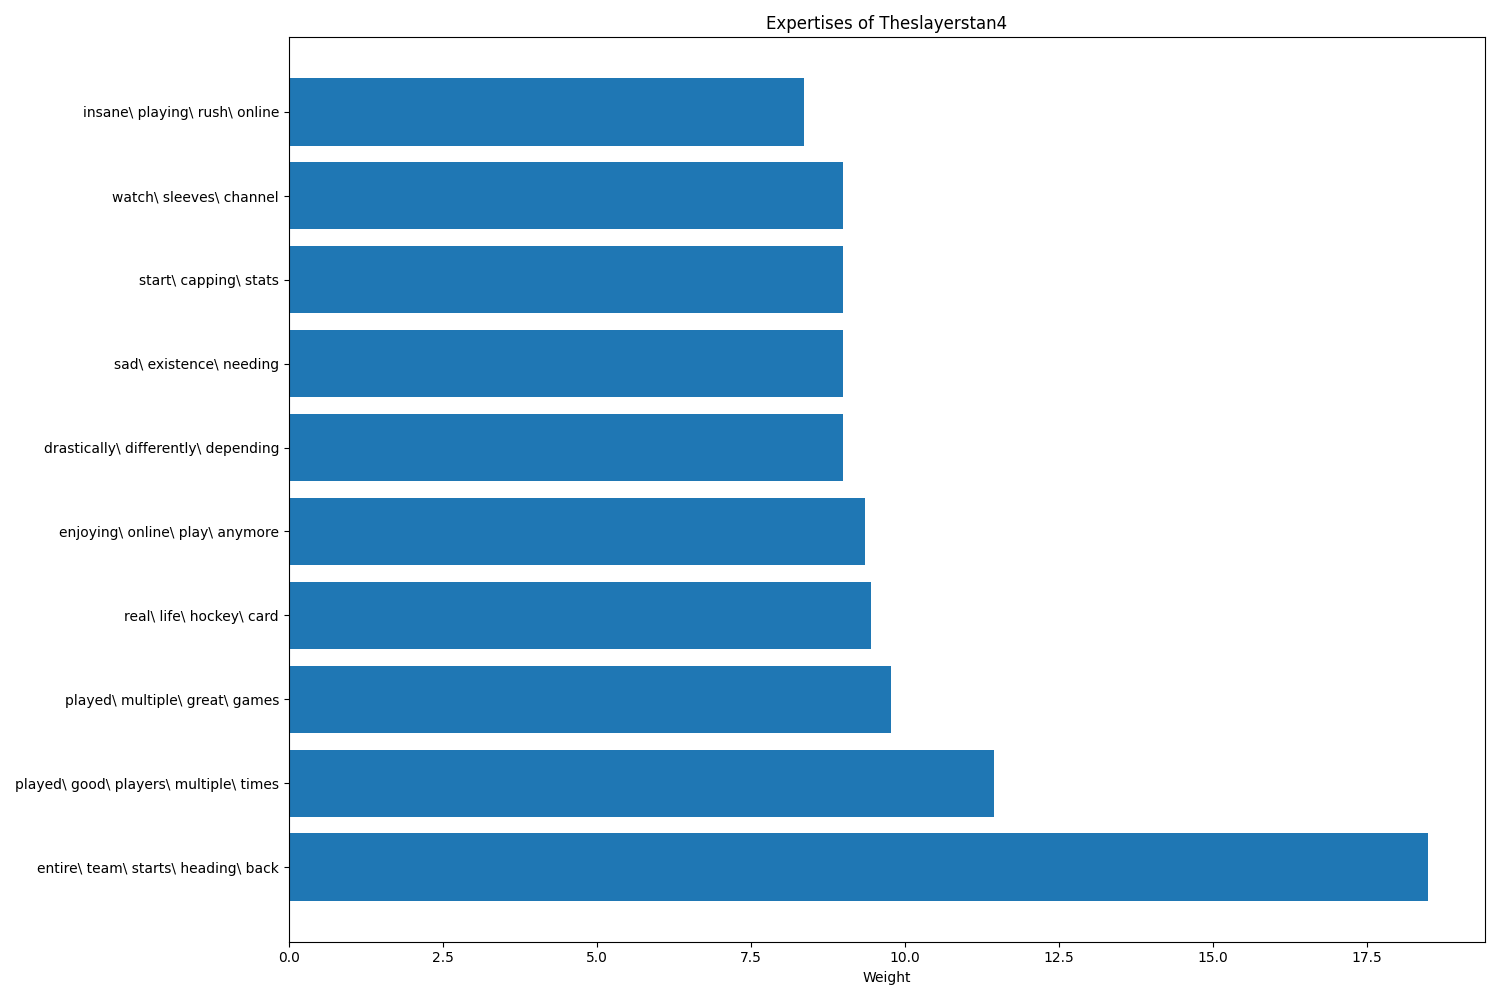 Expertises of Theslayerstan4
insane\ playing\ rush\ online
watch\ sleeves\ channel
start\ capping\ stats
sad\ existence\ needing
drastically\ differently\ depending
enjoying\ online\ play\ anymore
real\ life\ hockey\ card
played\ multiple\ great\ games
played\ good\ players\ multiple\ times
entire\ team\ starts\ heading\ back
0.0 2.5 5.0 7.5 10.0 12.5 15.0 17.5
Weight